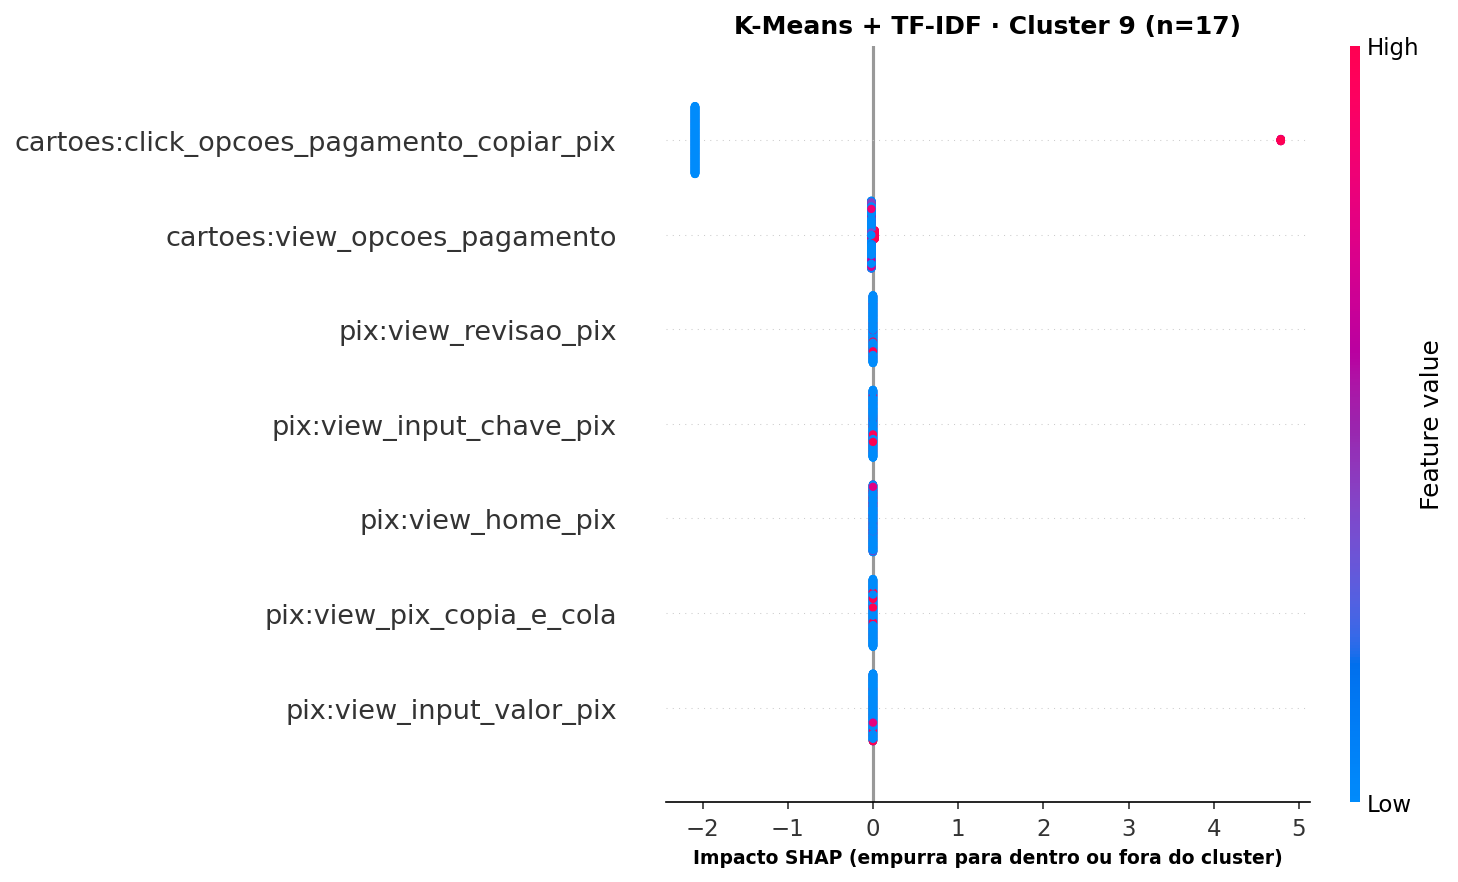 K-Means + TF-IDF · Cluster 9 (n=17)
High
cartoes:click_opcoes_pagamento_copiar_pix
cartoes:view_opcoes_pagamento
pix:view_revisao_pix
pix:view_input_chave_pix
pix:view_home_pix
pix:view_pix_copia_e_cola
pix:view_input_valor_pix
Feature value
Low
−2 −1 0 1 2 3 4 5
Impacto SHAP (empurra para dentro ou fora do cluster)